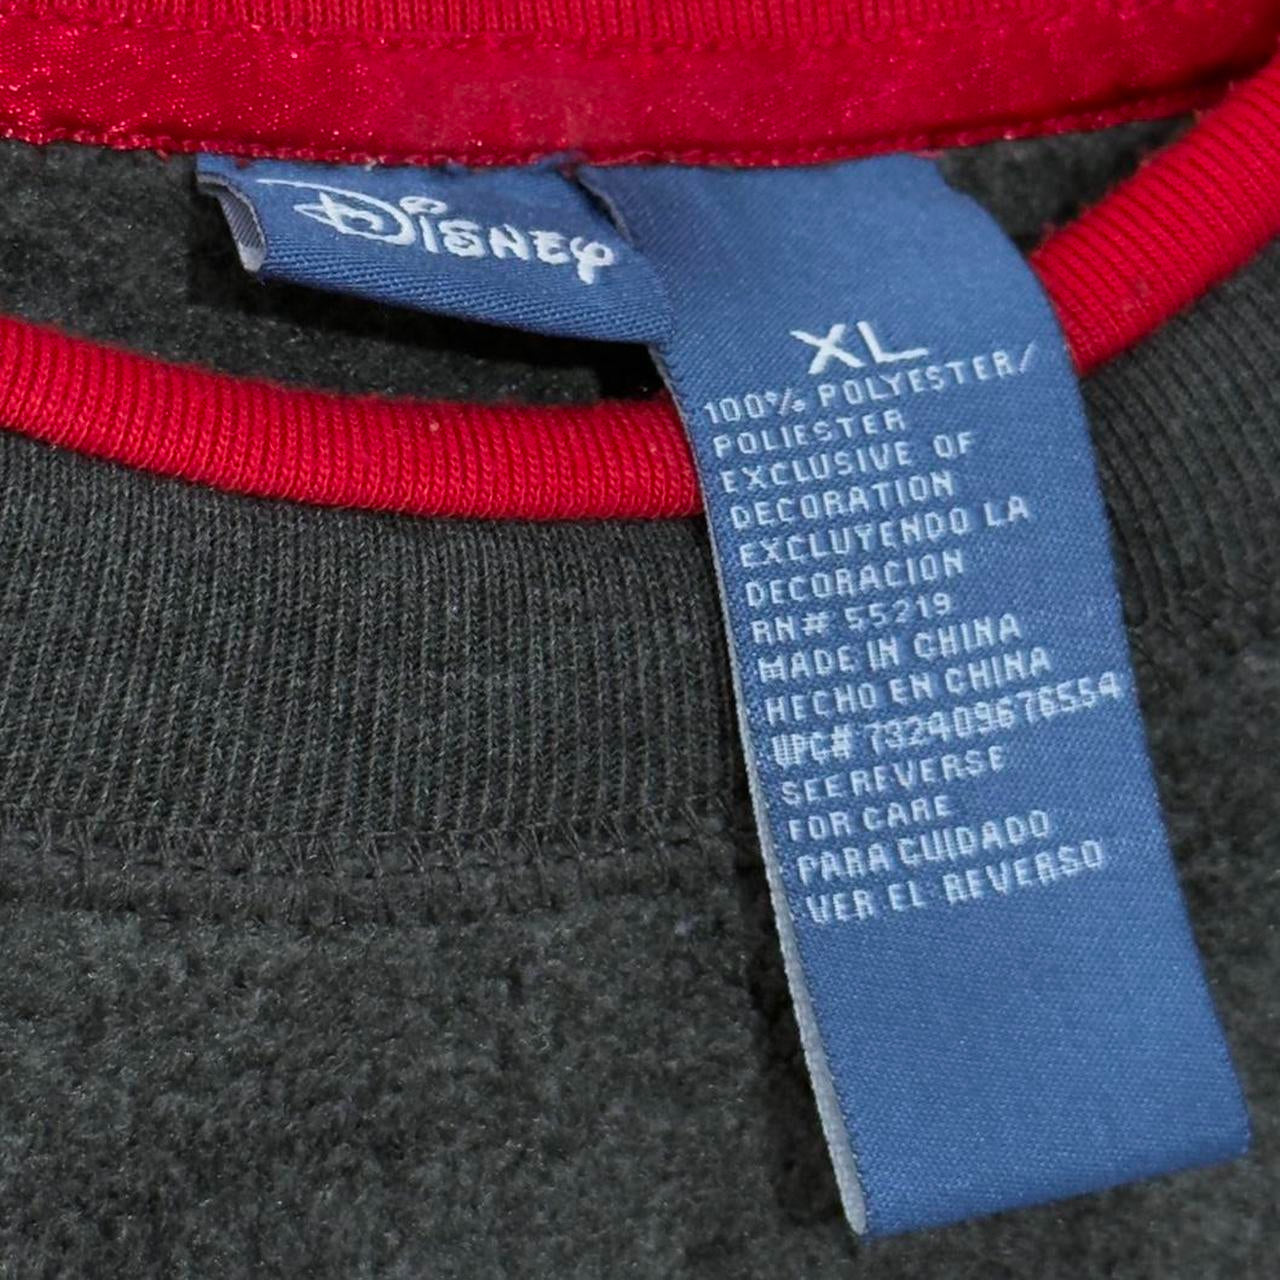 Disney
XL
100% POLYESTER/
POLIESTER
EXCLUSIVE OF
DECORATION
EXCLUYENDO LA
DECORACION
RN# 55219
MADE IN CHINA
HECHO EN CHINA
UPC# 732409676554
SEE REVERSE
FOR CARE
PARA CUIDADO
VER EL REVERSO